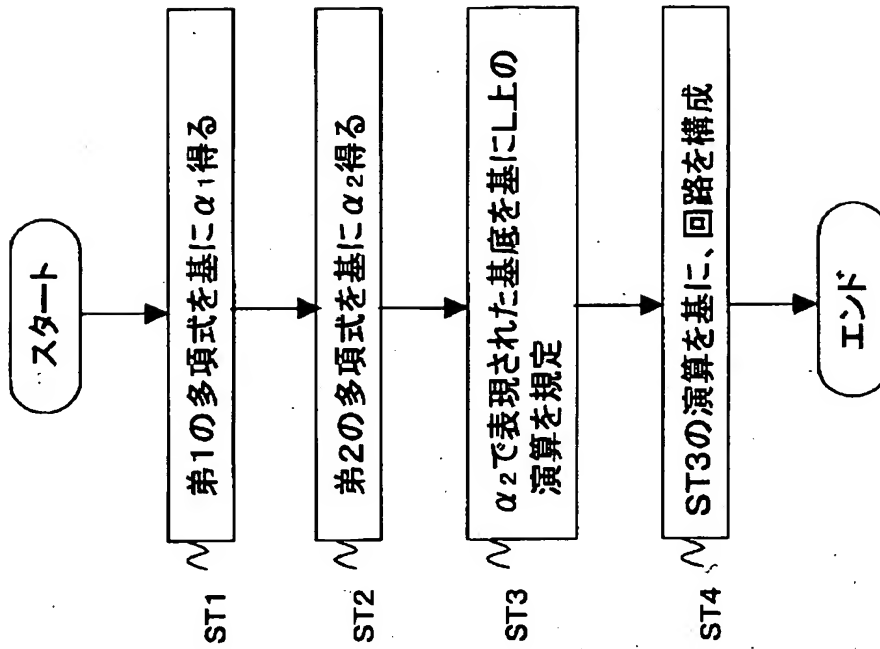 スタート
ST1
第1の多項式を基にα1得る
ST2
第2の多項式を基にα2得る
ST3
α2で表現された基底を基にL上の
演算を規定
ST4
ST3の演算を基に、回路を構成
エンド